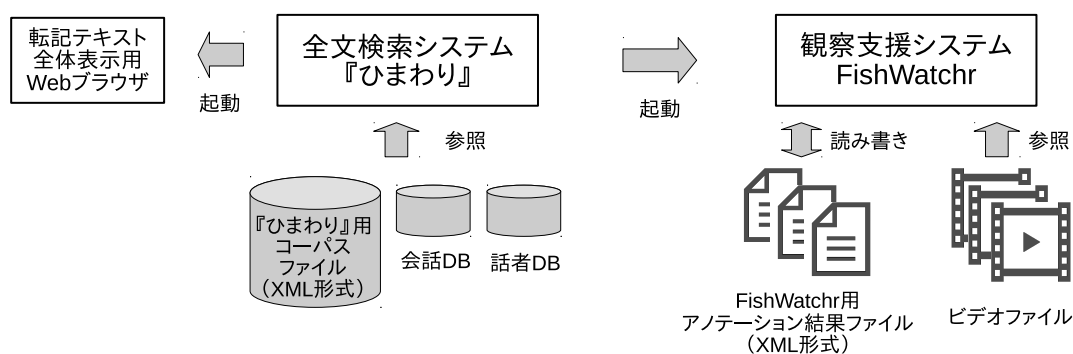 転記テキスト
全体表示用
Webブラウザ
起動
全文検索システム
『ひまわり』
起動
観察支援システム
FishWatchr
参照
読み書き
参照
『ひまわり』用
コーパス
ファイル
（XML形式）
会話DB
話者DB
FishWatchr用
アノテーション結果ファイル
（XML形式）
ビデオファイル